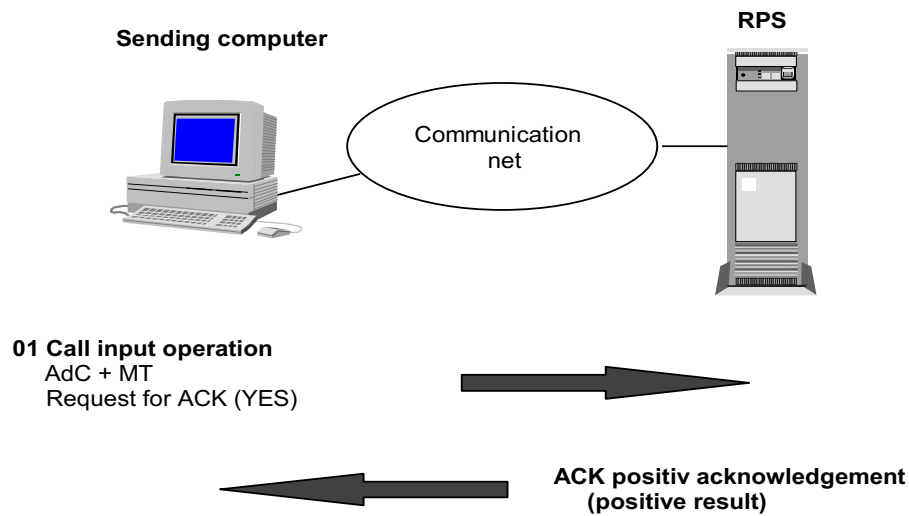 RPS
Sending computer
Communication
net
01 Call input operation
AdC + MT
Request for ACK (YES)
ACK positiv acknowledgement
(positive result)